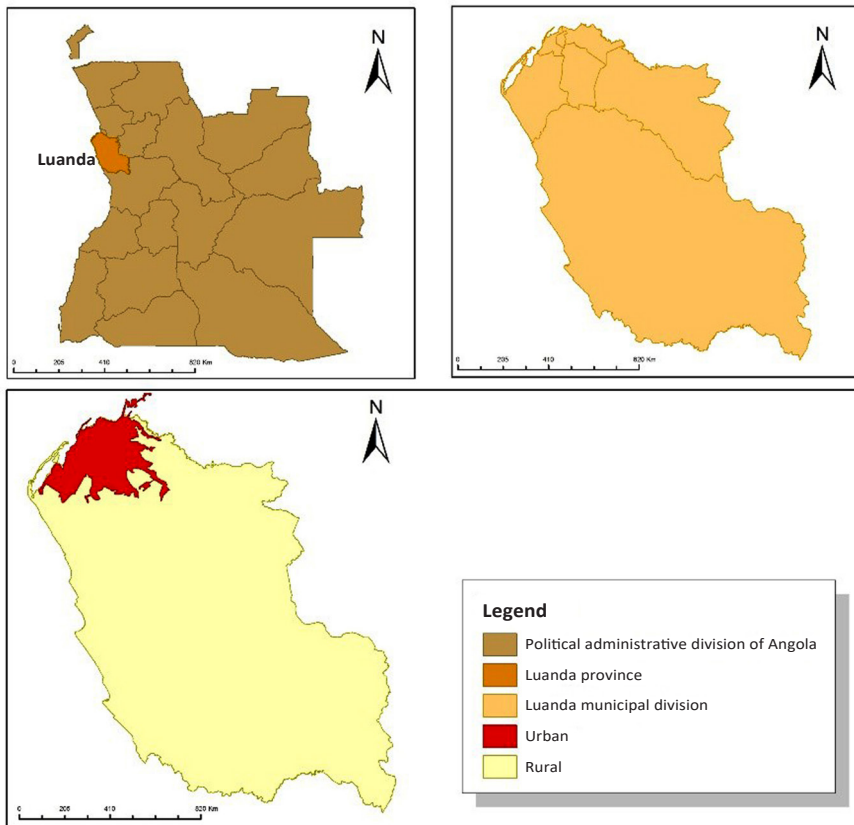 N
Luanda
0 205 410 820 Km
N
0 205 410 820 Km
N
0 205 410 820 Km
Legend
Political administrative division of Angola
Luanda province
Luanda municipal division
Urban
Rural